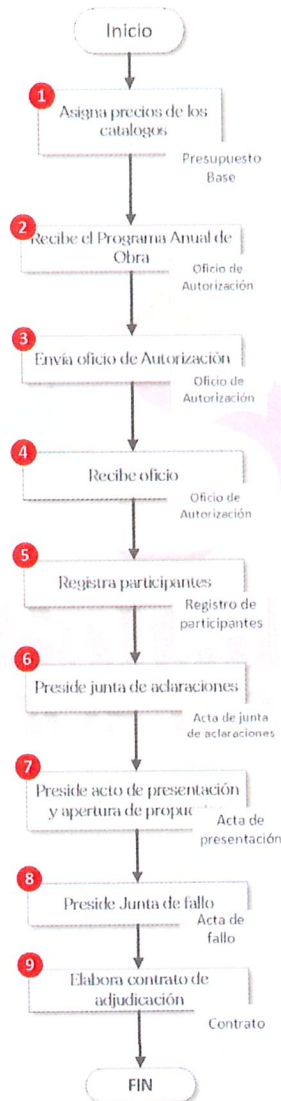 Inicio
1
Asigna precios de los
catalogos
Presupuesto
Base
2
Recibe el Programa Anual de
Obra
Oficio de
Autorización
3
Envía oficio de Autorización
Oficio de
Autorización
4
Recibe oficio
Oficio de
Autorización
5
Registra participantes
Registro de
participantes
6
Preside junta de aclaraciones
Acta de junta
de aclaraciones
7
Preside acto de presentación
y apertura de
Acta de
presentación
8
Preside Junta de fallo
Acta de
fallo
9
Elabora contrato de
adjudicación
Contrato
FIN